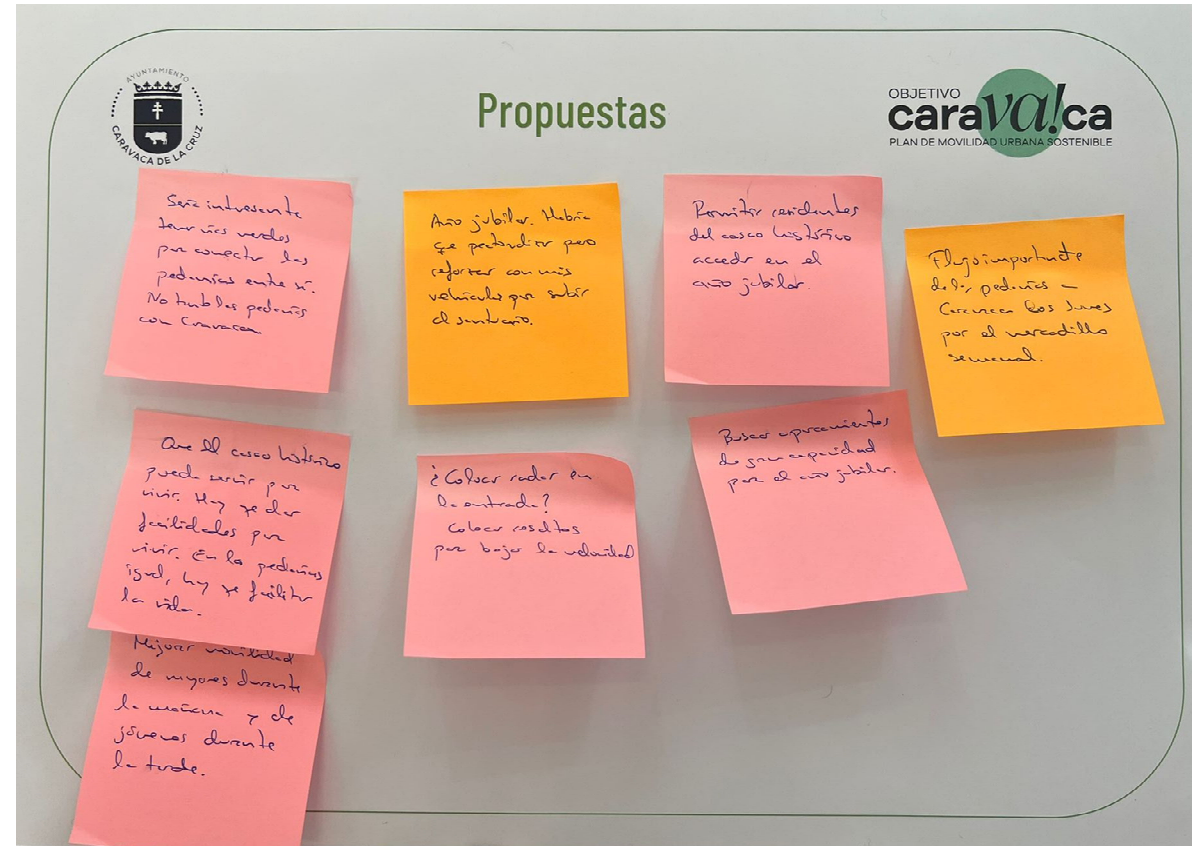 AYUNTAMIENTO
CARAVACA DE LA CRUZ
Propuestas
OBJETIVO
caraVa!ca
PLAN DE MOVILIDAD URBANA SOSTENIBLE
Sería interesante
tener vías verdes
para conectar las
pedanías entre sí.
No tanto las pedanías
con Caravaca
Año jubilar. Habría
que profundizar pero
reforzar con más
vehículos para subir
al santuario.
Permitir residentes
del casco histórico
acceder en el
año jubilar.
Flujo importante
de las pedanías –
Caravaca los lunes
por el mercadillo
semanal.
Que el casco histórico
pueda servir para
vivir. Hay que dar
facilidades para
vivir. En las pedanías
igual, hay que facilitar
la vida.
¿Colocar radar en
la entrada?
Colocar resaltos
para bajar la velocidad
Buscar aparcamientos
de gran capacidad
para el año jubilar.
Mejorar movilidad
de mayores durante
la mañana y de
jóvenes durante
la tarde.